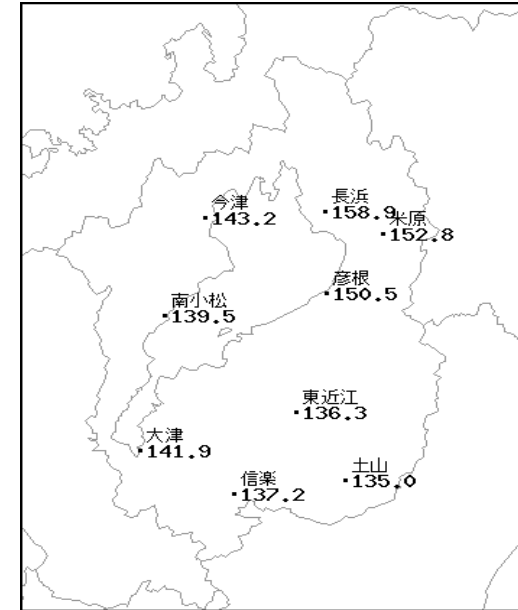 今津
143.2
長浜
158.9
米原
152.8
彦根
150.5
南小松
139.5
東近江
136.3
大津
141.9
土山
135.0
信楽
137.2